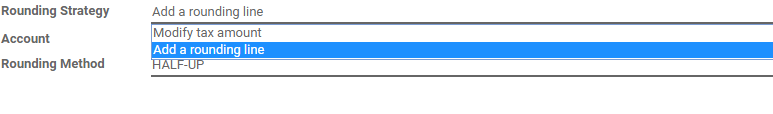 Rounding Strategy Add a rounding line
Modify tax amount
Account
Add a rounding line
Rounding Method HALF-UP